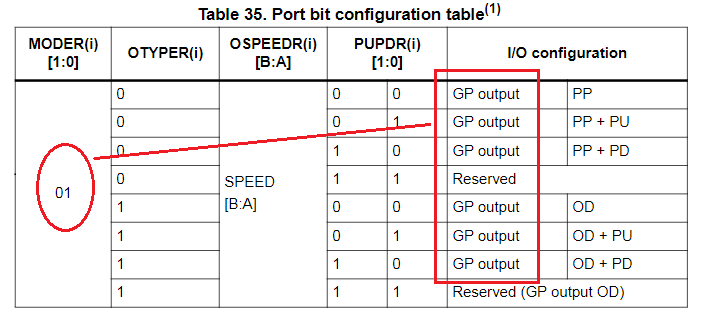 Table 35. Port bit configuration table(1)
MODER(i) [1:0] OTYPER(i) OSPEEDR(i) [B:A] PUPDR(i) [1:0] I/O configuration
01 SPEED [B:A]
0 0 0 GP output PP
0 0 1 GP output PP + PU
0 1 0 GP output PP + PD
0 1 1 Reserved
1 0 0 GP output OD
1 0 1 GP output OD + PU
1 1 0 GP output OD + PD
1 1 1 Reserved (GP output OD)